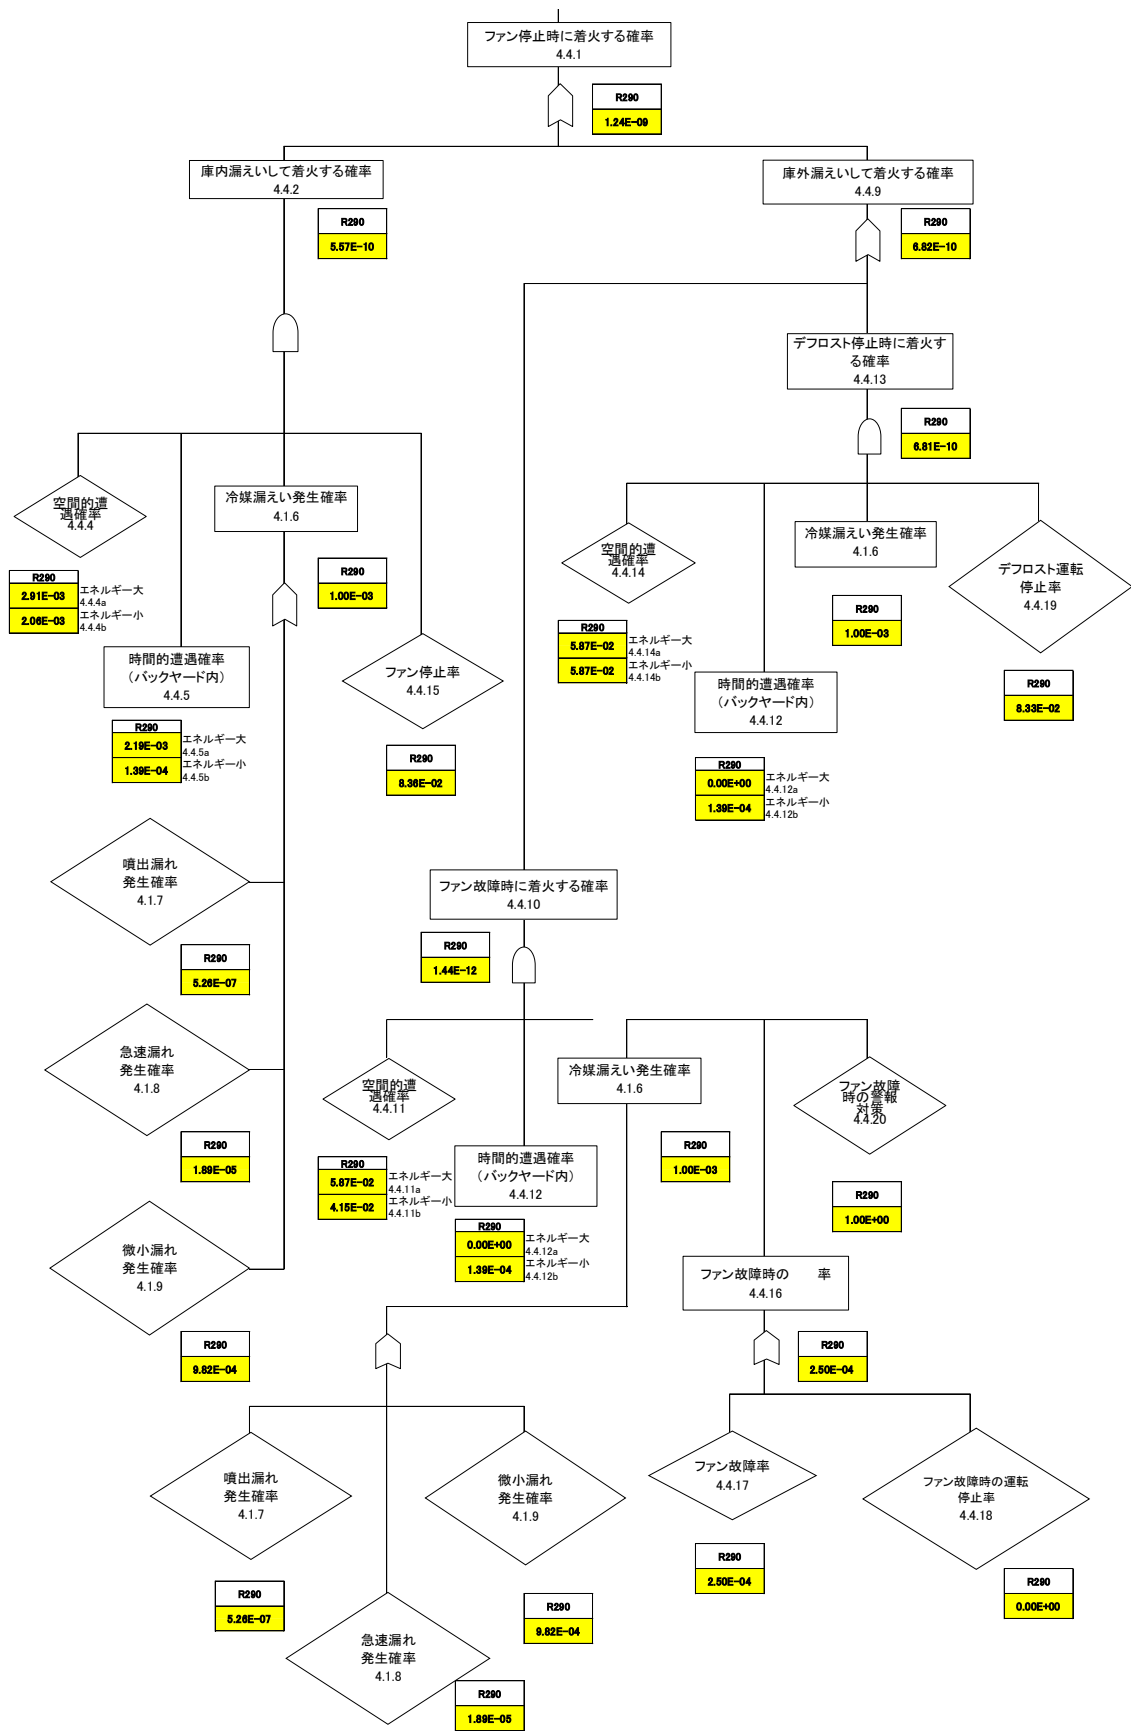 ファン停止時に着火する確率
4.4.1
R290
1.24E-09
庫内漏えいして着火する確率
4.4.2
R290
5.57E-10
庫外漏えいして着火する確率
4.4.9
R290
6.82E-10
デフロスト停止時に着火す
る確率
4.4.13
R290
6.81E-10
空間的遭
遇確率
4.4.4
R290
2.91E-03
エネルギー大
4.4.4a
2.06E-03
エネルギー小
4.4.4b
時間的遭遇確率
（バックヤード内）
4.4.5
R290
2.19E-03
エネルギー大
4.4.5a
1.39E-04
エネルギー小
4.4.5b
冷媒漏えい発生確率
4.1.6
R290
1.00E-03
ファン停止率
4.4.15
R290
8.36E-02
空間的遭
遇確率
4.4.14
R290
5.87E-02
エネルギー大
4.4.14a
5.87E-02
エネルギー小
4.4.14b
時間的遭遇確率
（バックヤード内）
4.4.12
R290
0.00E+00
エネルギー大
4.4.12a
1.39E-04
エネルギー小
4.4.12b
冷媒漏えい発生確率
4.1.6
R290
1.00E-03
デフロスト運転
停止率
4.4.19
R290
8.33E-02
噴出漏れ
発生確率
4.1.7
R290
5.26E-07
急速漏れ
発生確率
4.1.8
R290
1.89E-05
微小漏れ
発生確率
4.1.9
R290
9.82E-04
ファン故障時に着火する確率
4.4.10
R290
1.44E-12
空間的遭
遇確率
4.4.11
R290
5.87E-02
エネルギー大
4.4.11a
4.15E-02
エネルギー小
4.4.11b
時間的遭遇確率
（バックヤード内）
4.4.12
R290
0.00E+00
エネルギー大
4.4.12a
1.39E-04
エネルギー小
4.4.12b
冷媒漏えい発生確率
4.1.6
R290
1.00E-03
ファン故障
時の警報
対策
4.4.20
R290
1.00E+00
ファン故障時の　　率
4.4.16
R290
2.50E-04
噴出漏れ
発生確率
4.1.7
R290
5.26E-07
急速漏れ
発生確率
4.1.8
R290
1.89E-05
微小漏れ
発生確率
4.1.9
R290
9.82E-04
ファン故障率
4.4.17
R290
2.50E-04
ファン故障時の運転
停止率
4.4.18
R290
0.00E+00